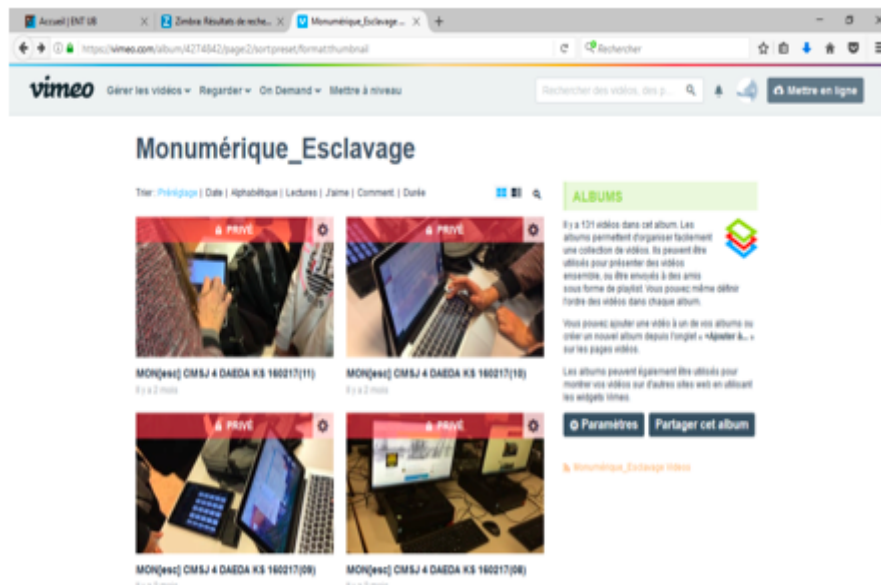 Accueil | ENT UB
Zimbra: Résultats de reche...
Monumérique_Esclavage ...
https://vimeo.com/album/4274842/page:2/sort:preset/format:thumbnail
Rechercher
vimeo
Gérer les vidéos
Regarder
On Demand
Mettre à niveau
Rechercher des vidéos, des p...
Mettre en ligne
Monumérique_Esclavage
Trier: Préréglage | Date | Alphabétique | Lectures | J'aime | Comment. | Durée
PRIVÉ
PRIVÉ
MON[esc] CMSJ 4 DAEDA KS 160217(11)
Il y a 2 mois
MON[esc] CMSJ 4 DAEDA KS 160217(10)
Il y a 2 mois
PRIVÉ
PRIVÉ
MON[esc] CMSJ 4 DAEDA KS 160217(09)
Il y a 2 mois
MON[esc] CMSJ 4 DAEDA KS 160217(08)
Il y a 2 mois
ALBUMS
Il y a 131 vidéos dans cet album. Les
albums permettent d'organiser facilement
une collection de vidéos. Ils peuvent être
utilisés pour présenter des vidéos
ensemble, ou être envoyés à des amis
sous forme de playlist. Vous pouvez même définir
l'ordre des vidéos dans chaque album.
Vous pouvez ajouter une vidéo à un de vos albums ou
créer un nouvel album depuis l'onglet « +Ajouter à... »
sur les pages vidéos.
Les albums peuvent également être utilisés pour
montrer vos vidéos sur d'autres sites web en utilisant
les widgets Vimeo.
Paramètres
Partager cet album
Monumérique_Esclavage Vidéos